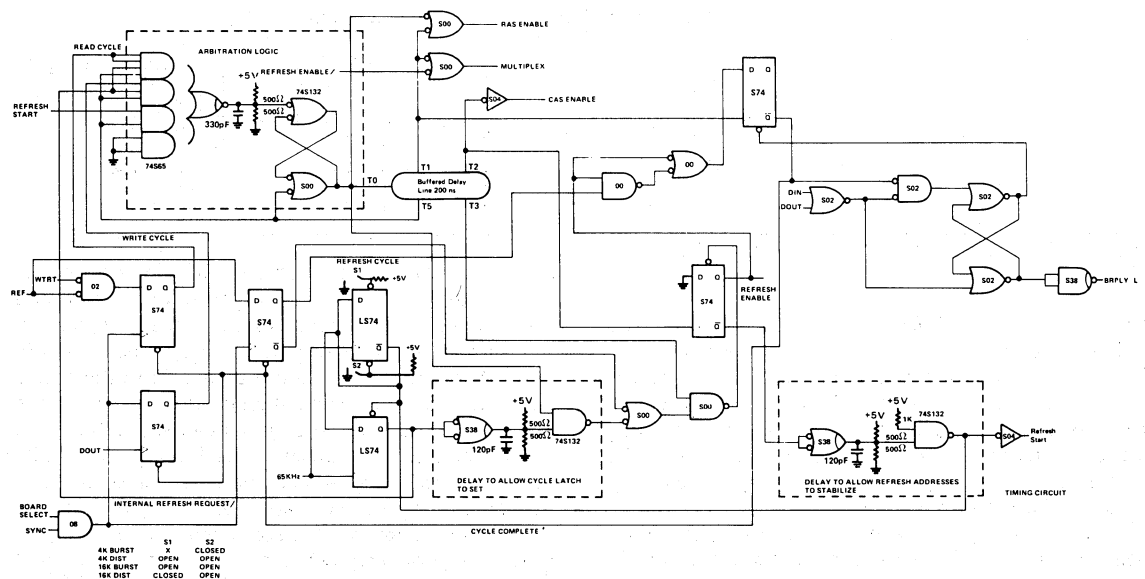 S00
RAS ENABLE
READ CYCLE
ARBITRATION LOGIC
S00
MULTIPLEX
REFRESH ENABLE/
+5V
74S132
REFRESH
START
500Ω
500Ω
330pF
74S65
S00
T0
T1
T2
Buffered Delay
Line 200 ns
T5
T3
S04
CAS ENABLE
D
Q
S74
Q
00
00
DIN
DOUT
S02
S02
S02
S02
S38
BRPLY L
WRITE CYCLE
WTRT
REF
02
D
Q
S74
D
Q
S74
Q
REFRESH CYCLE
S1
+5V
D
Q
LS74
Q
S2
+5V
D
Q
S74
Q
REFRESH
ENABLE
D
Q
S74
DOUT
D
Q
LS74
65KHz
S38
120pF
+5V
500Ω
500Ω
74S132
DELAY TO ALLOW CYCLE LATCH
TO SET
S00
S00
S38
120pF
+5V
500Ω
500Ω
+5V
1K
74S132
DELAY TO ALLOW REFRESH ADDRESSES
TO STABILIZE
S04
Refresh
Start
TIMING CIRCUIT
INTERNAL REFRESH REQUEST/
BOARD
SELECT
SYNC
08
CYCLE COMPLETE
S1 S2
4K BURST X CLOSED
4K DIST OPEN OPEN
16K BURST OPEN OPEN
16K DIST CLOSED OPEN